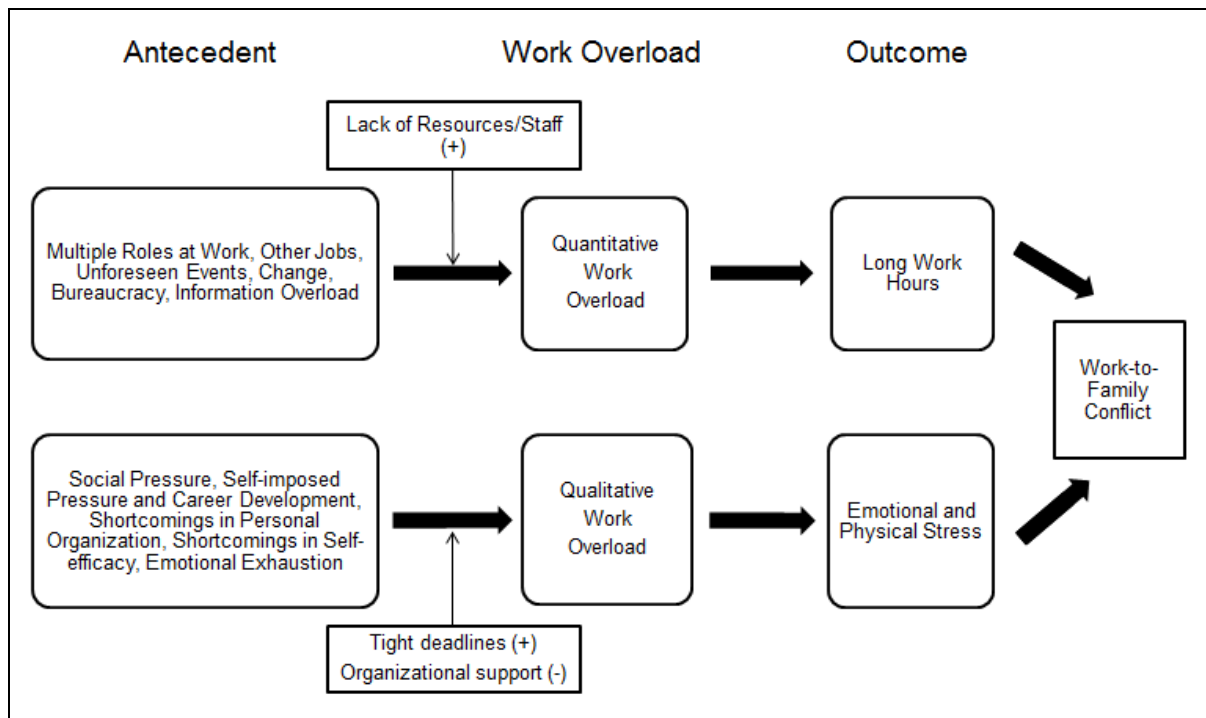 Antecedent
Work Overload
Outcome
Lack of Resources/Staff
(+)
Multiple Roles at Work, Other Jobs,
Unforeseen Events, Change,
Bureaucracy, Information Overload
Quantitative
Work
Overload
Long Work
Hours
Work-to-
Family
Conflict
Social Pressure, Self-imposed
Pressure and Career Development,
Shortcomings in Personal
Organization, Shortcomings in Self-
efficacy, Emotional Exhaustion
Qualitative
Work
Overload
Emotional and
Physical Stress
Tight deadlines (+)
Organizational support (-)